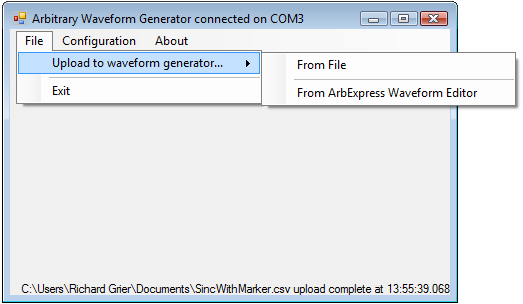 Arbitrary Waveform Generator connected on COM3
File Configuration About
Upload to waveform generator...
From File
Exit
From ArbExpress Waveform Editor
C:\Users\Richard Grier\Documents\SincWithMarker.csv upload complete at 13:55:39.068